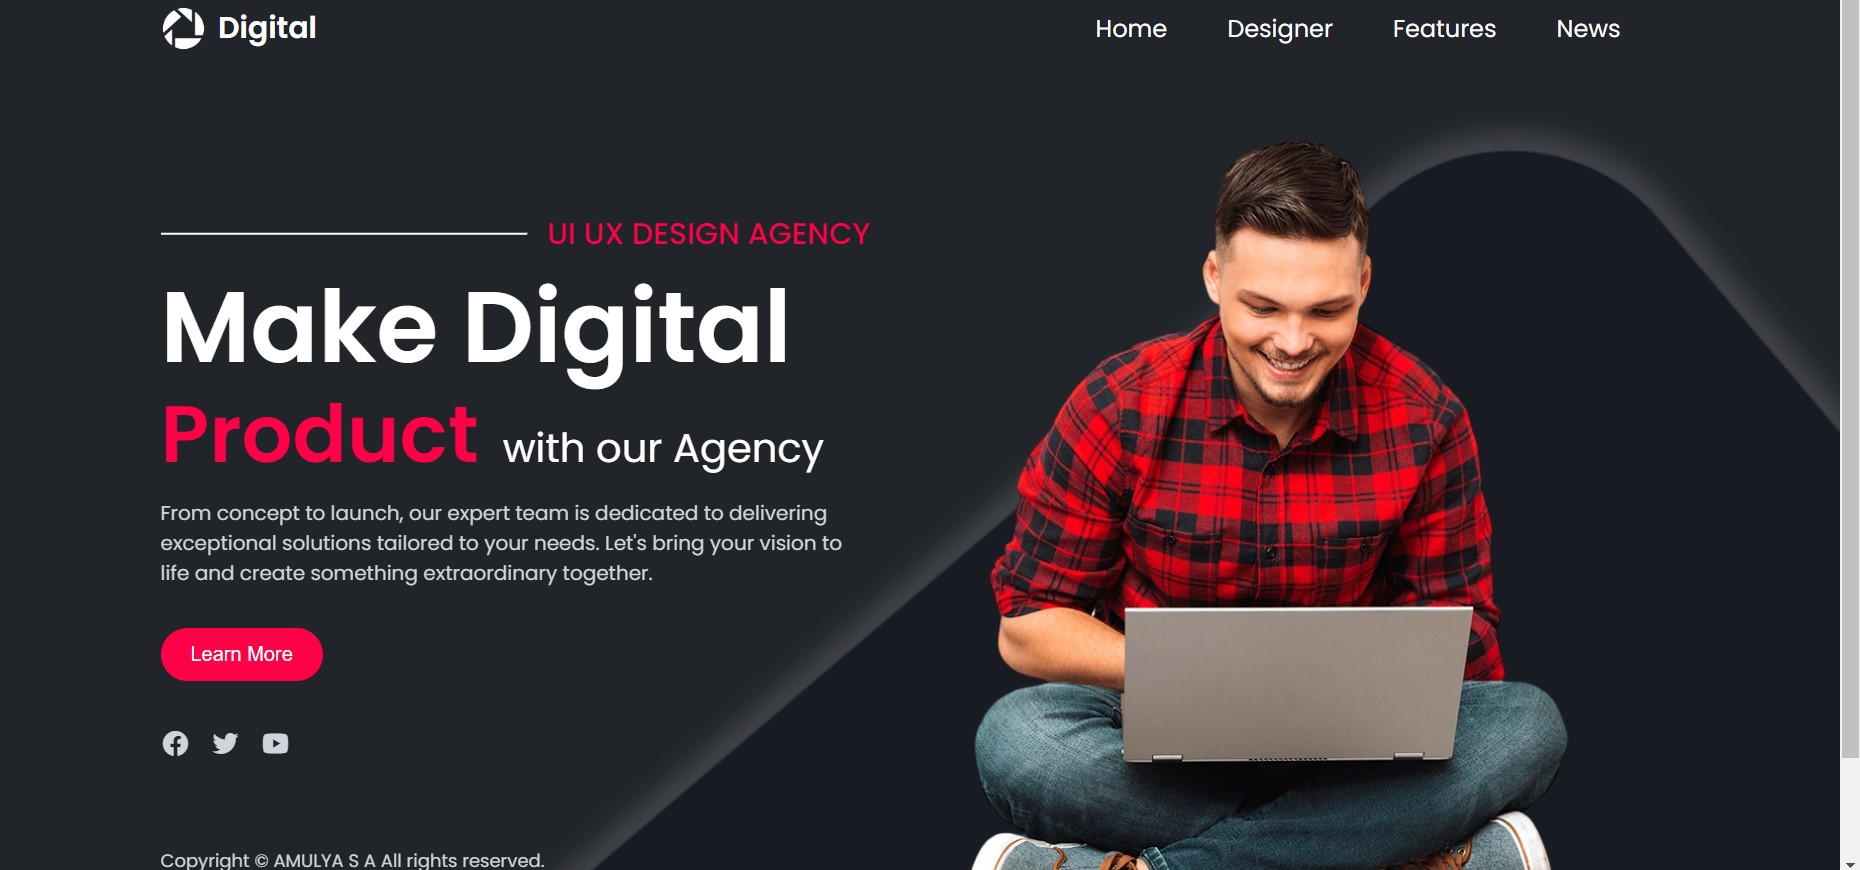 Digital
Home
Designer
Features
News
UI UX DESIGN AGENCY
Make Digital
Product with our Agency
From concept to launch, our expert team is dedicated to delivering
exceptional solutions tailored to your needs. Let's bring your vision to
life and create something extraordinary together.
Learn More
Copyright © AMULYA S A All rights reserved.